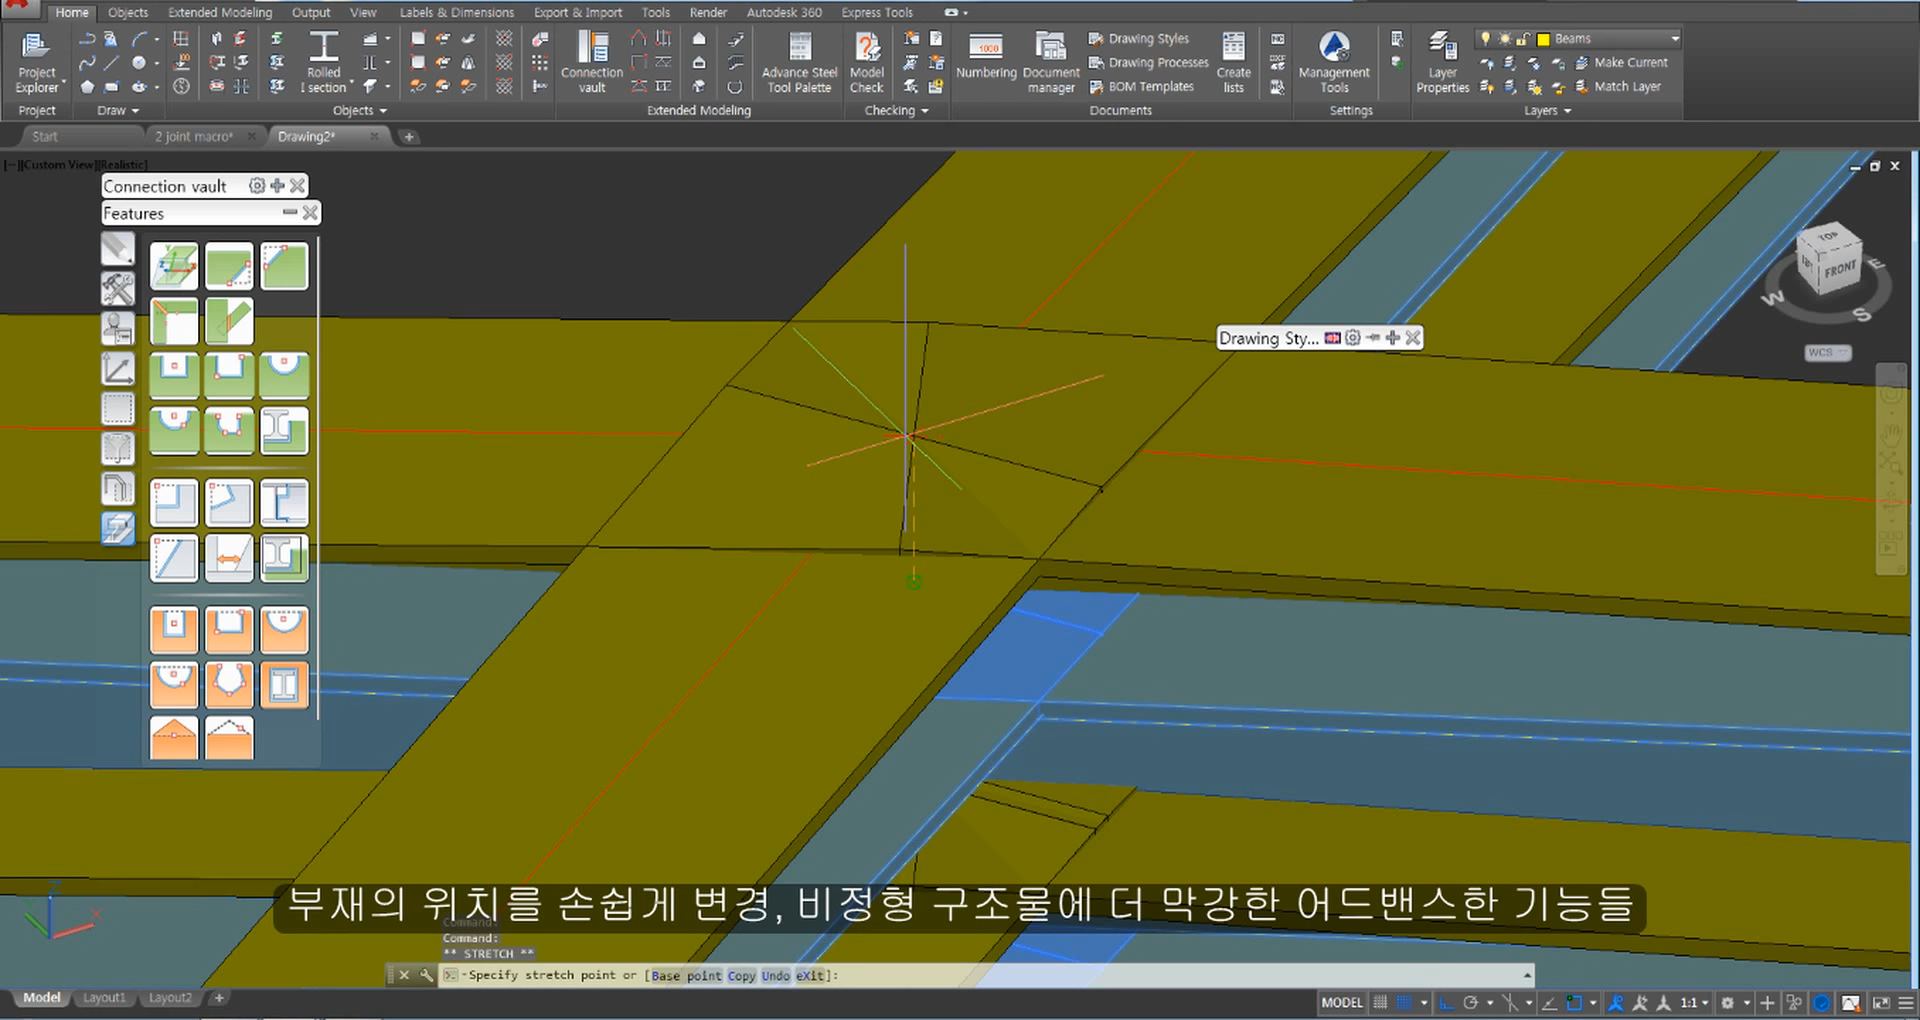 Home Objects Extended Modeling Output View Labels & Dimensions Export & Import Tools Render Autodesk 360 Express Tools
Project Explorer
Rolled I section
Connection vault
Advance Steel Tool Palette
Model Check
1000
Numbering
Document manager
Drawing Styles
Drawing Processes
BOM Templates
Create lists
DXF
Management Tools
Layer Properties
Beams
Make Current
Match Layer
Project Draw Objects Extended Modeling Checking Documents Settings Layers
Start 2 joint macro* Drawing2*
[−][Custom View][Realistic]
Connection vault
Features
Drawing Sty...
TOP
FRONT
W
S
E
WCS
부재의 위치를 손쉽게 변경, 비정형 구조물에 더 막강한 어드밴스한 기능들
Z
X
Command:
Command:
** STRETCH **
Specify stretch point or [Base point Copy Undo eXit]:
Model Layout1 Layout2 +
MODEL 1:1